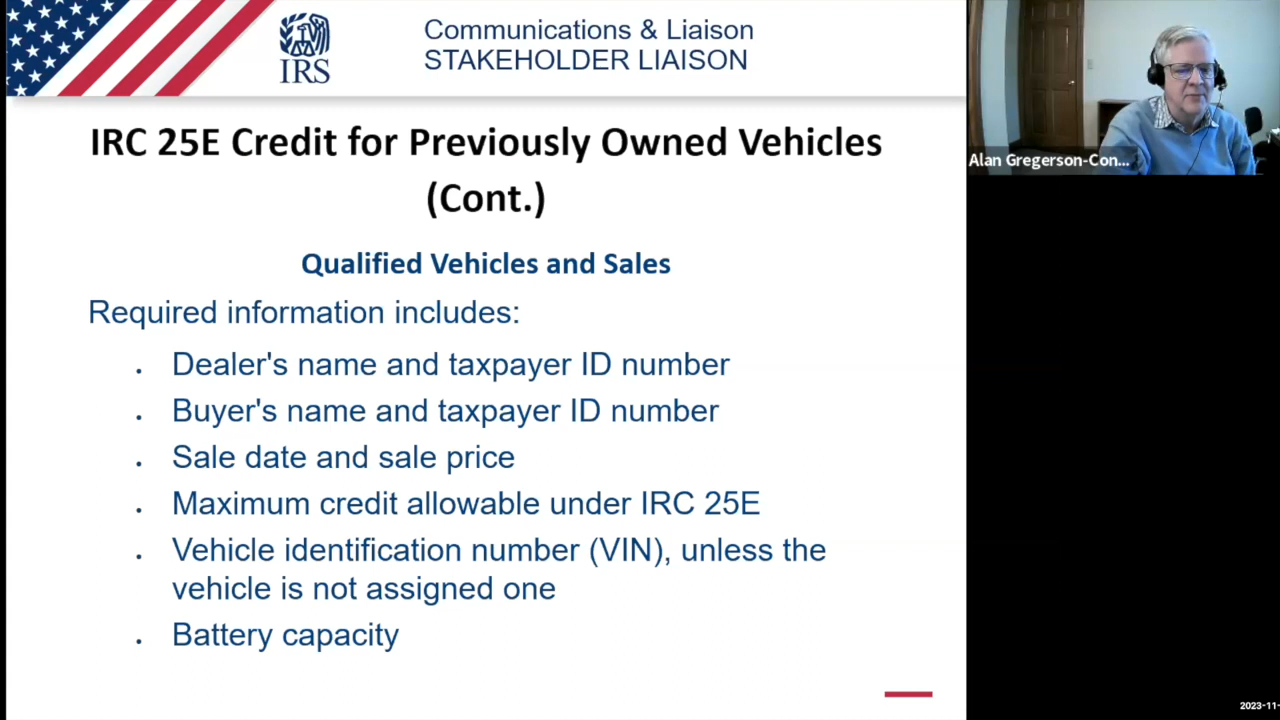 Communications & Liaison
STAKEHOLDER LIAISON
IRS
IRC 25E Credit for Previously Owned Vehicles
(Cont.)
Qualified Vehicles and Sales
Required information includes:
• Dealer's name and taxpayer ID number
• Buyer's name and taxpayer ID number
• Sale date and sale price
• Maximum credit allowable under IRC 25E
• Vehicle identification number (VIN), unless the
vehicle is not assigned one
• Battery capacity
Alan Gregerson-Con...
2023-11-